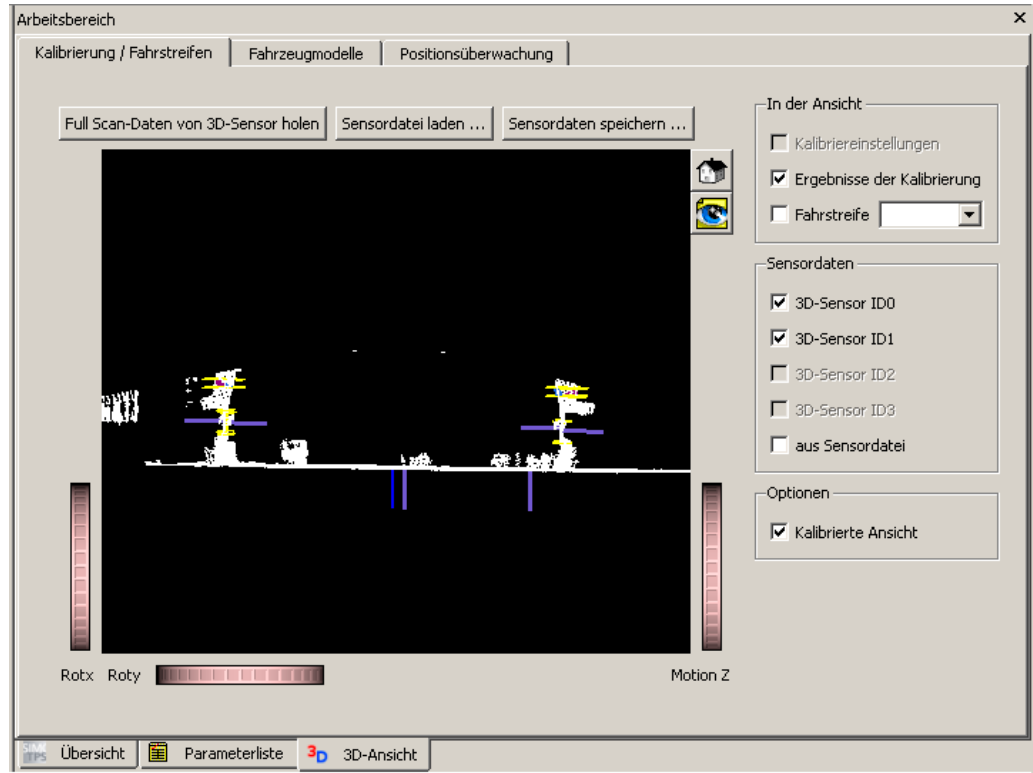 Arbeitsbereich
Kalibrierung / Fahrstreifen Fahrzeugmodelle Positionsüberwachung
Full Scan-Daten von 3D-Sensor holen Sensordatei laden ... Sensordaten speichern ...
In der Ansicht
Kalibriereinstellungen
Ergebnisse der Kalibrierung
Fahrstreife
Sensordaten
3D-Sensor ID0
3D-Sensor ID1
3D-Sensor ID2
3D-Sensor ID3
aus Sensordatei
Optionen
Kalibrierte Ansicht
Rotx Roty Motion Z
Übersicht Parameterliste 3D 3D-Ansicht